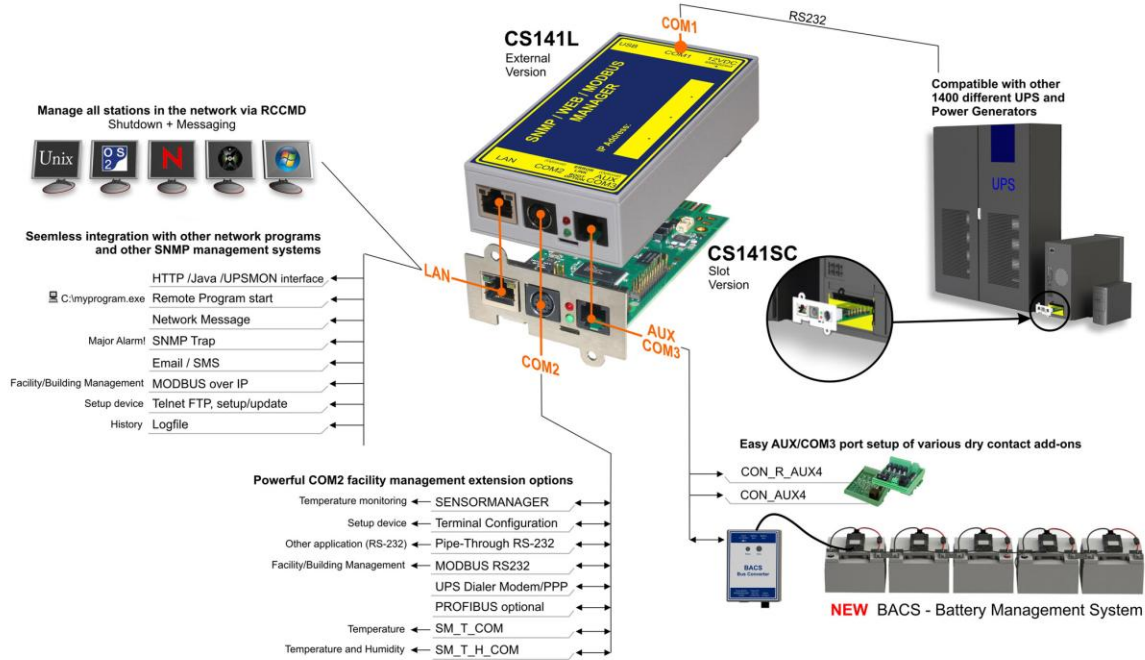 RS232
COM1
CS141L
External
Version
USB
COM1
12VDC
SNMP / WEB / MODBUS
MANAGER
IP Address:
LAN
COM2
AUX
COM3
Compatible with other
1400 different UPS and
Power Generators
UPS
Manage all stations in the network via RCCMD
Shutdown + Messaging
Unix
OS
2
N
Seemless integration with other network programs
and other SNMP management systems
HTTP /Java /UPSMON interface
C:\myprogram.exe Remote Program start
Network Message
Major Alarm! SNMP Trap
Email / SMS
Facility/Building Management MODBUS over IP
Setup device Telnet FTP, setup/update
History Logfile
LAN
CS141SC
Slot
Version
AUX
COM3
COM2
Powerful COM2 facility management extension options
Temperature monitoring SENSORMANAGER
Setup device Terminal Configuration
Other application (RS-232) Pipe-Through RS-232
Facility/Building Management MODBUS RS232
UPS Dialer Modem/PPP
PROFIBUS optional
Temperature SM_T_COM
Temperature and Humidity SM_T_H_COM
Easy AUX/COM3 port setup of various dry contact add-ons
CON_R_AUX4
CON_AUX4
BACS
Bus Converter
NEW BACS - Battery Management System